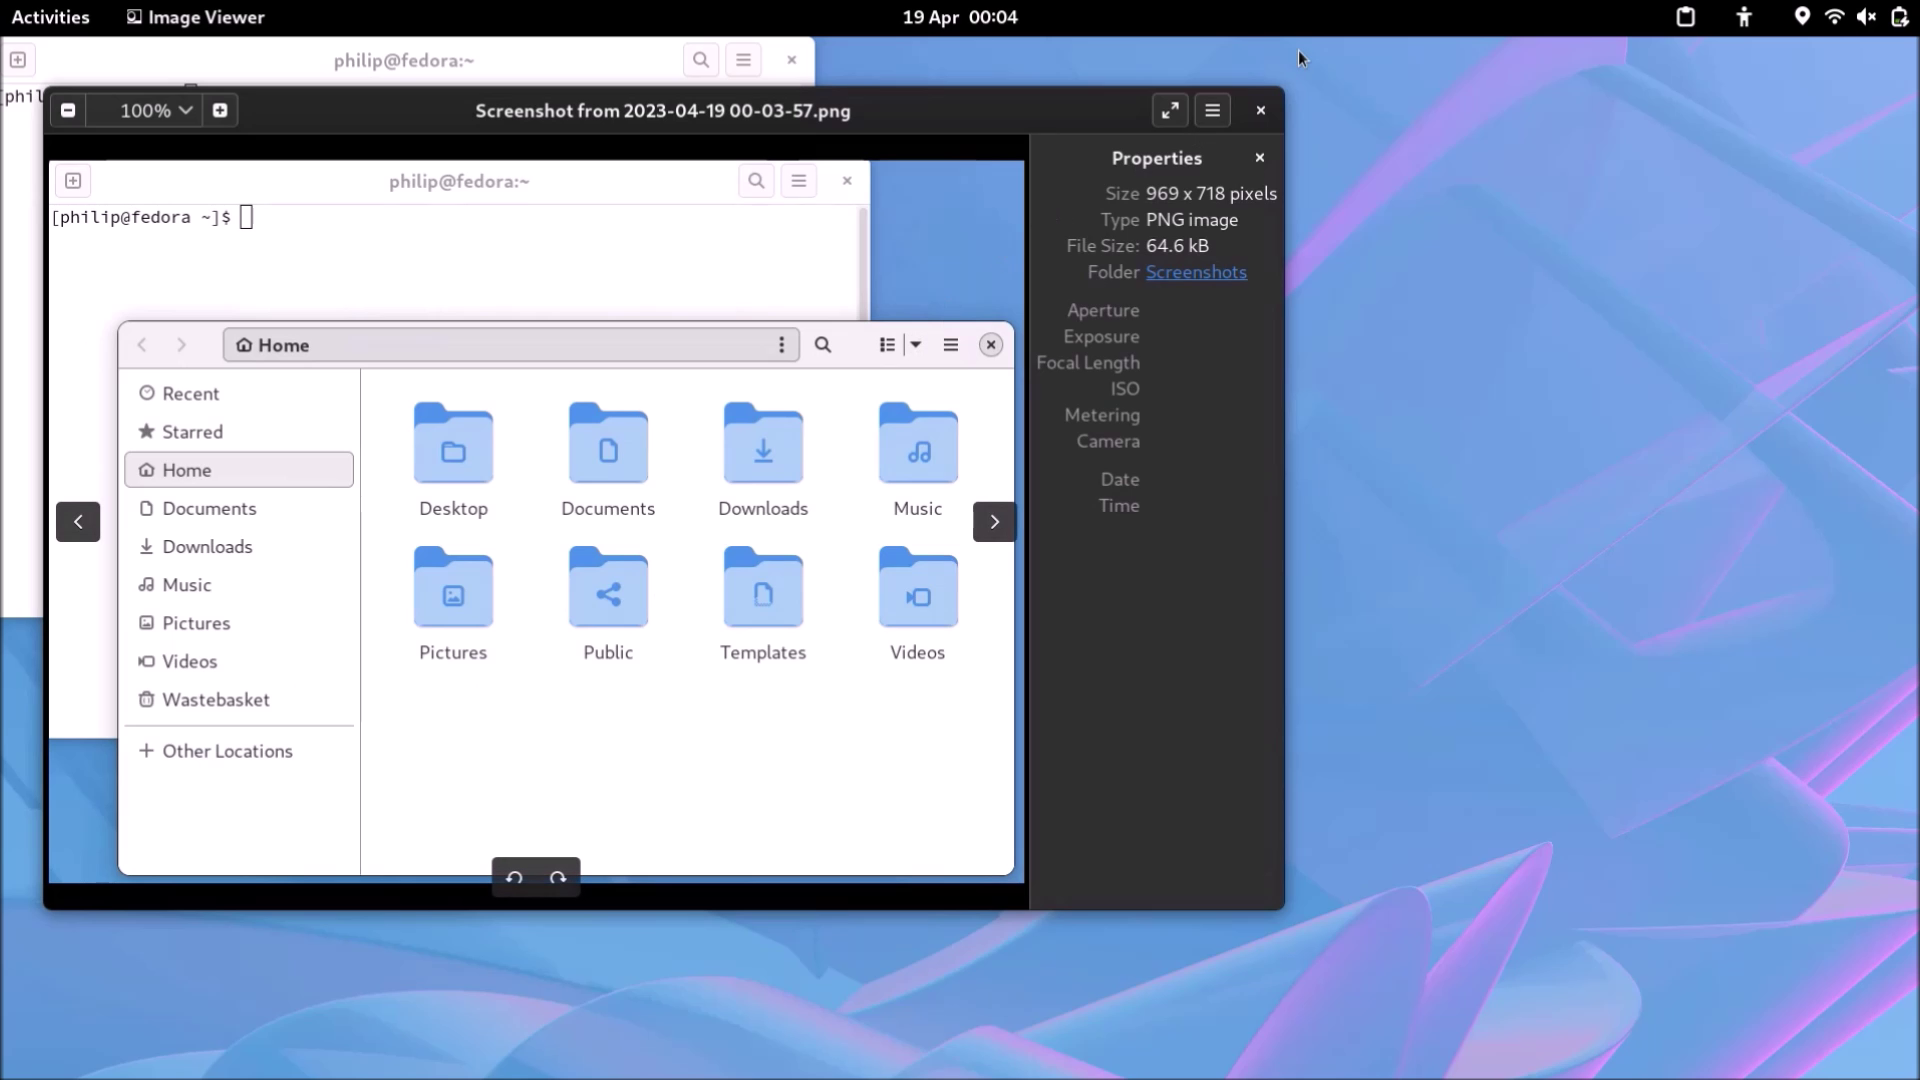 Activities Image Viewer 19 Apr 00:04
philip@fedora:~
[phil
100% Screenshot from 2023-04-19 00-03-57.png
philip@fedora:~
[philip@fedora ~]$
Home
Recent
Starred
Home
Documents
Downloads
Music
Pictures
Videos
Wastebasket
Other Locations
Desktop Documents Downloads Music
Pictures Public Templates Videos
Properties
Size 969 x 718 pixels
Type PNG image
File Size: 64.6 kB
Folder Screenshots
Aperture
Exposure
Focal Length
ISO
Metering
Camera
Date
Time